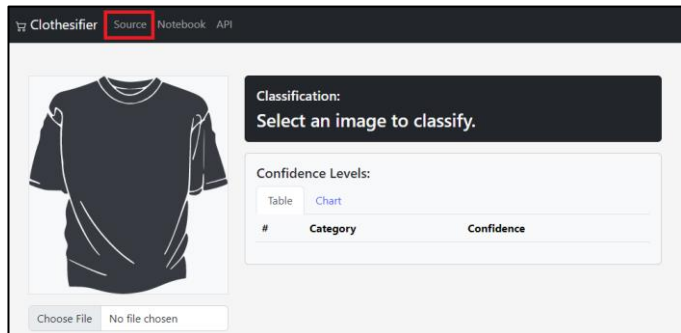 Clothesifier Source Notebook API
Classification:
Select an image to classify.
Confidence Levels:
Table Chart
# Category Confidence
Choose File No file chosen